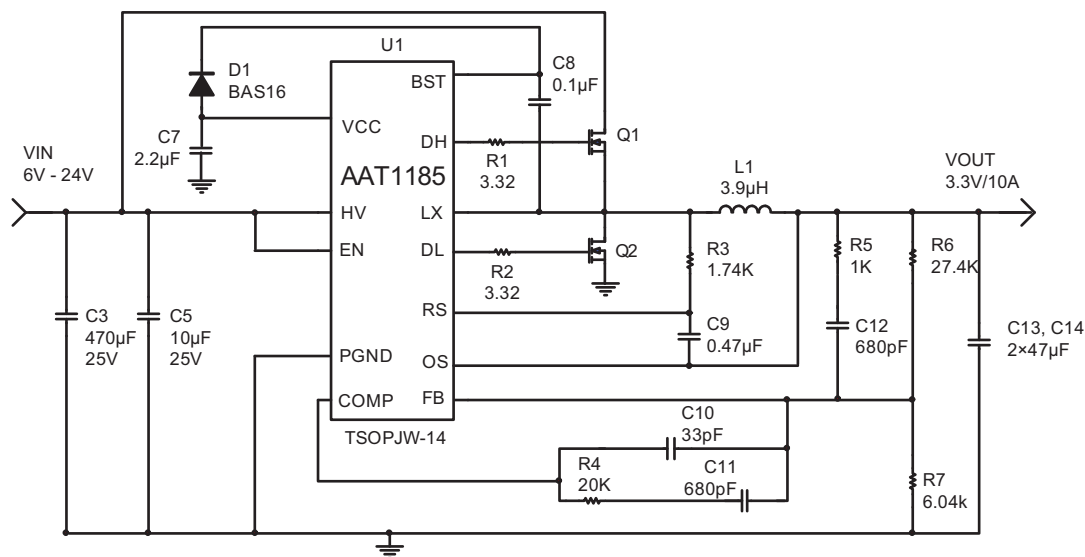 U1
D1
BAS16
C7
2.2µF
C8
0.1µF
BST
VCC
DH
AAT1185
HV
LX
EN
DL
RS
PGND
OS
COMP
FB
TSOPJW-14
VIN
6V - 24V
C3
470µF
25V
C5
10µF
25V
R1
3.32
R2
3.32
Q1
Q2
L1
3.9µH
VOUT
3.3V/10A
R3
1.74K
C9
0.47µF
R5
1K
R6
27.4K
C12
680pF
C13, C14
2×47µF
C10
33pF
C11
680pF
R4
20K
R7
6.04k